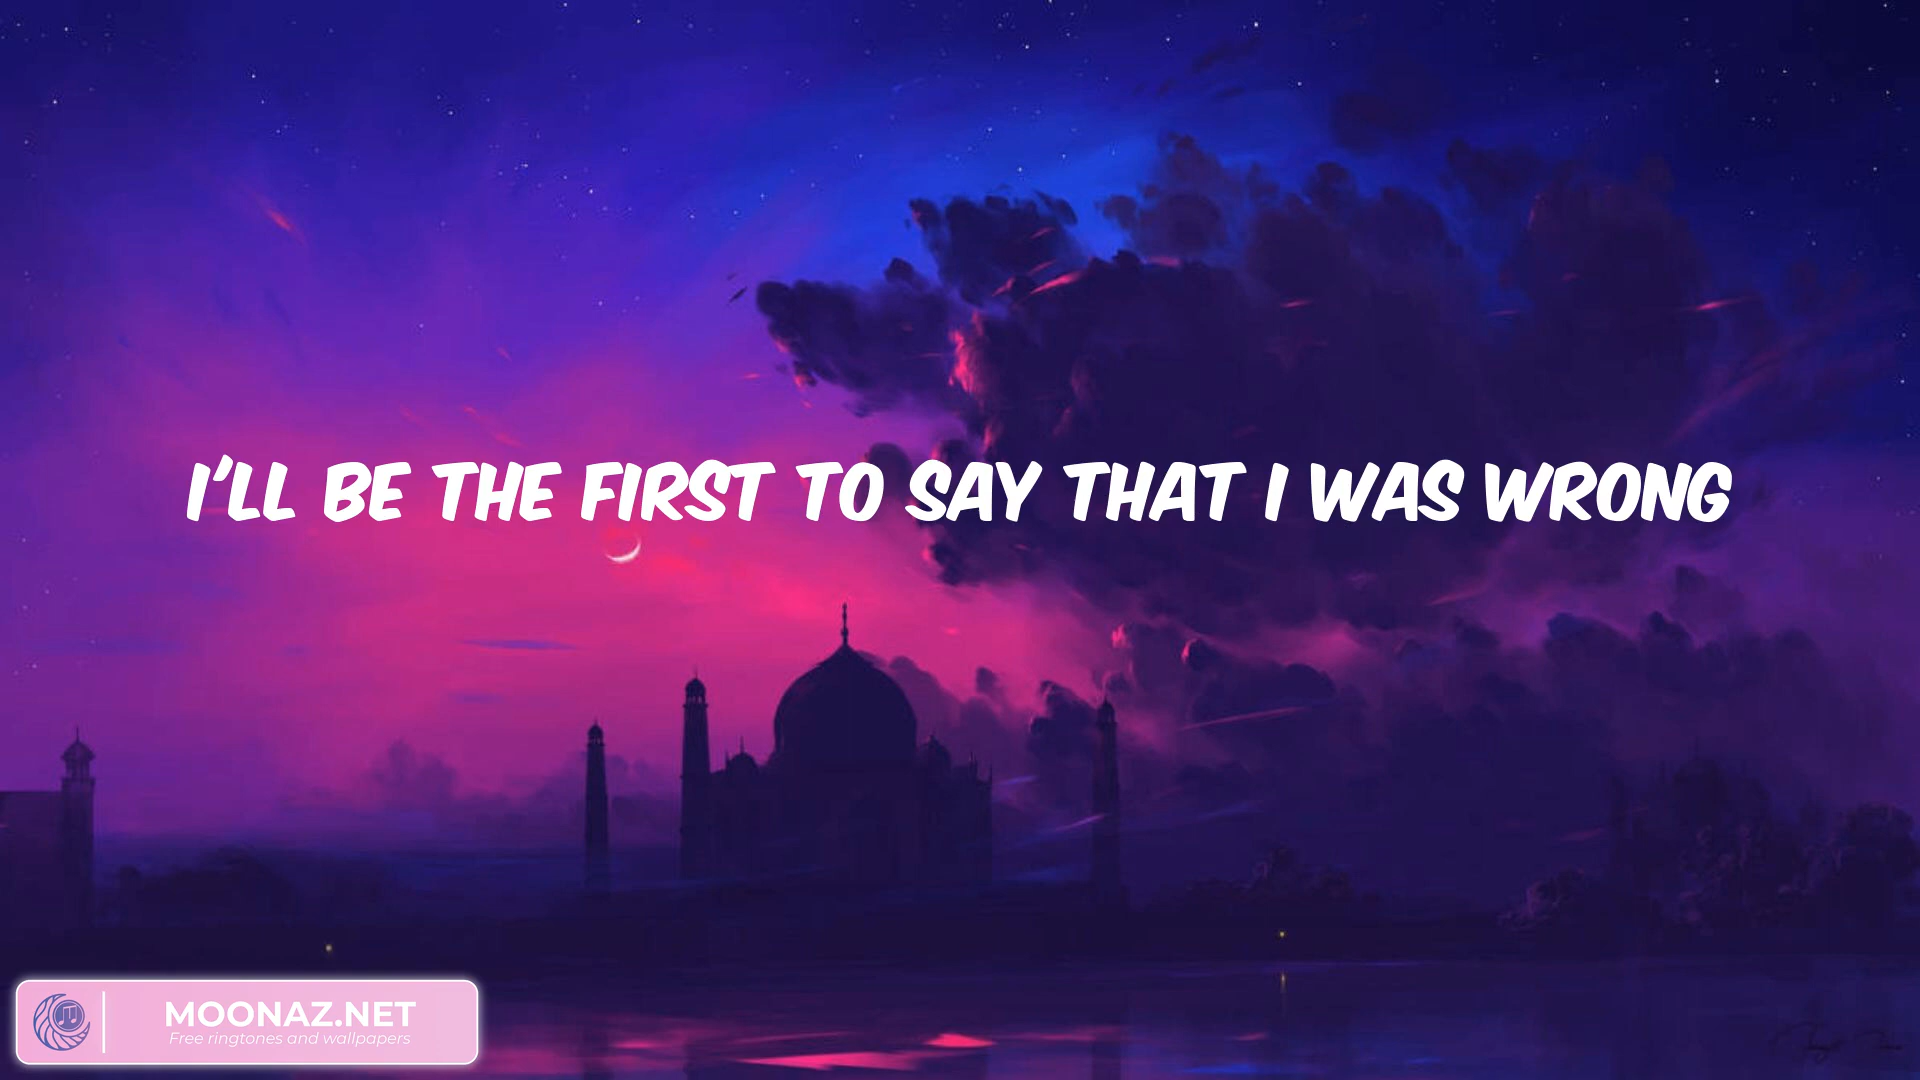 I'LL BE THE FIRST TO SAY THAT I WAS WRONG
MOONAZ.NET
Free ringtones and wallpapers